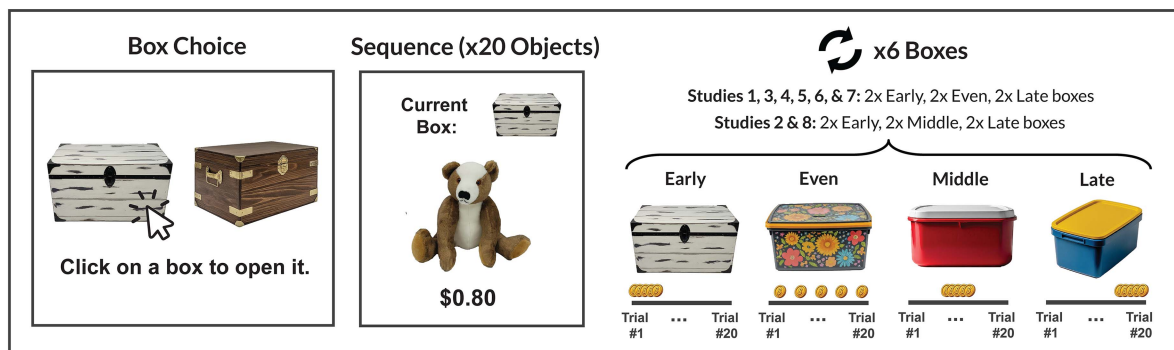 Box Choice
Click on a box to open it.
Sequence (x20 Objects)
Current
Box:
$0.80
x6 Boxes
Studies 1, 3, 4, 5, 6, & 7: 2x Early, 2x Even, 2x Late boxes
Studies 2 & 8: 2x Early, 2x Middle, 2x Late boxes
Early Even Middle Late
Trial ... Trial Trial ... Trial Trial ... Trial Trial ... Trial
#1 #20 #1 #20 #1 #20 #1 #20